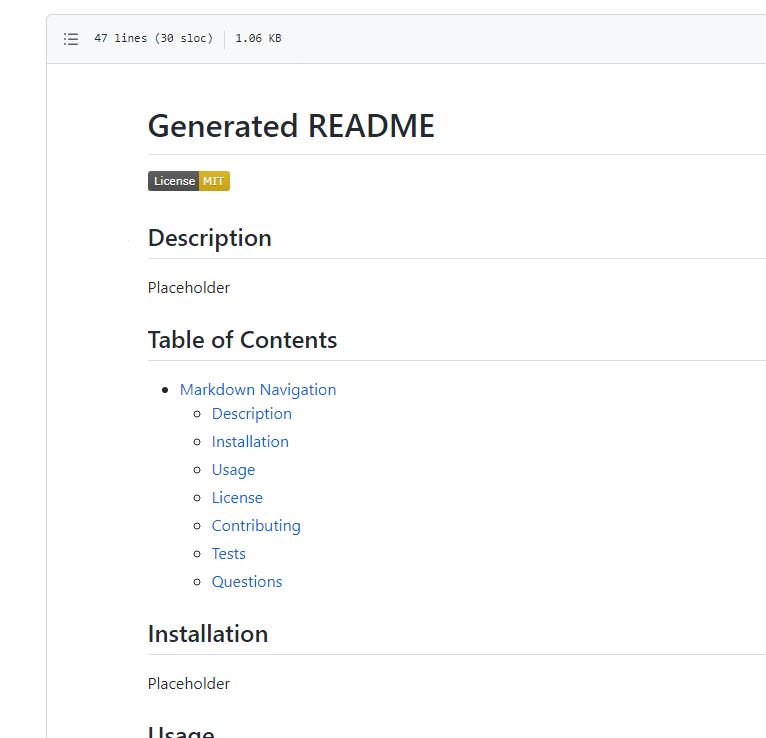 47 lines (30 sloc) 1.06 KB
Generated README
License MIT
Description
Placeholder
Table of Contents
Markdown Navigation
Description
Installation
Usage
License
Contributing
Tests
Questions
Installation
Placeholder
Usage